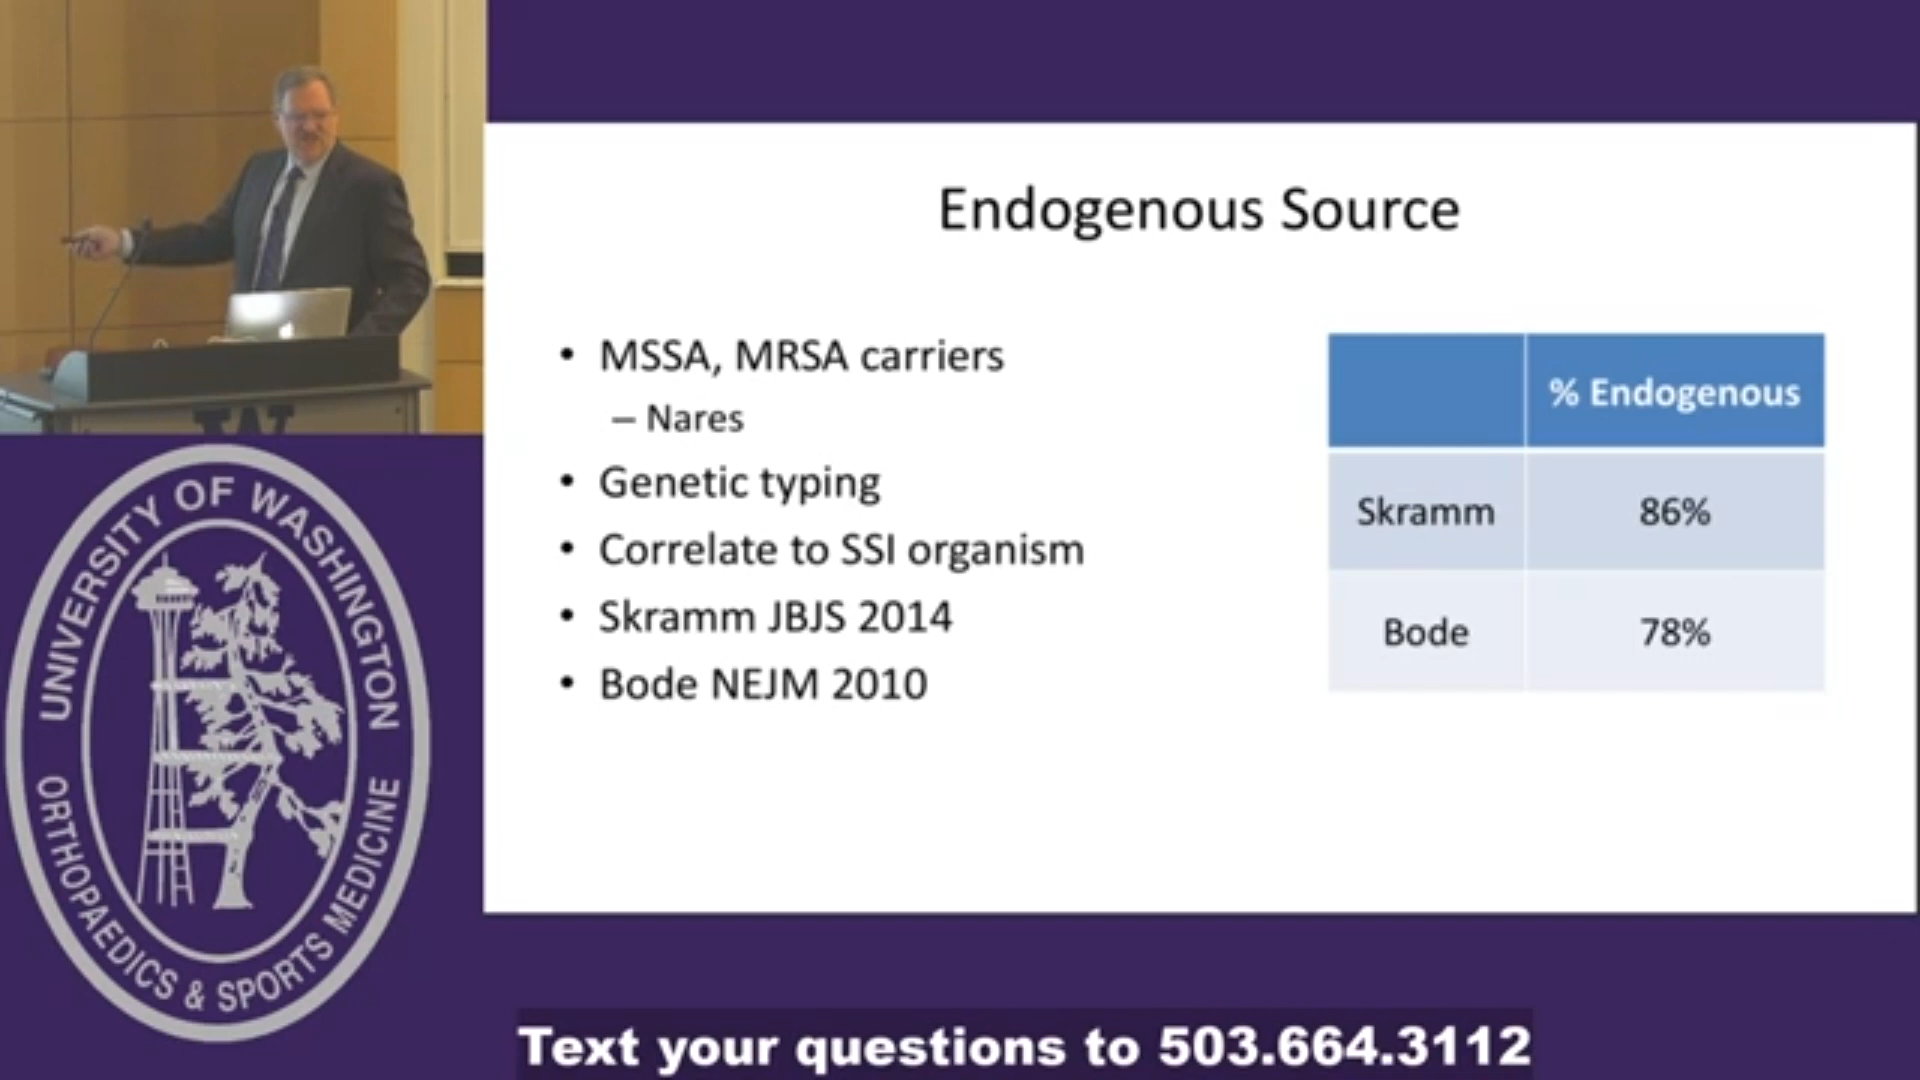 Endogenous Source
• MSSA, MRSA carriers
– Nares
• Genetic typing
• Correlate to SSI organism
• Skramm JBJS 2014
• Bode NEJM 2010
% Endogenous
Skramm 86%
Bode 78%
UNIVERSITY OF WASHINGTON
ORTHOPAEDICS & SPORTS MEDICINE
Text your questions to 503.664.3112